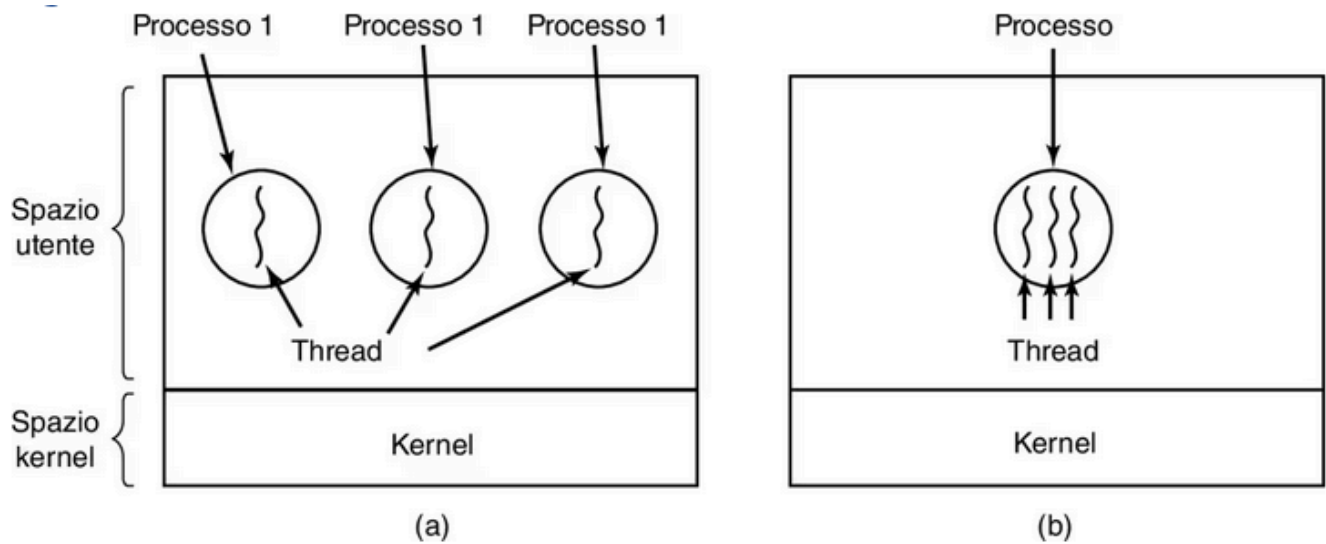 Processo 1
Processo 1
Processo 1
Processo
Spazio
utente
Thread
Thread
Spazio
kernel
Kernel
Kernel
(a)
(b)